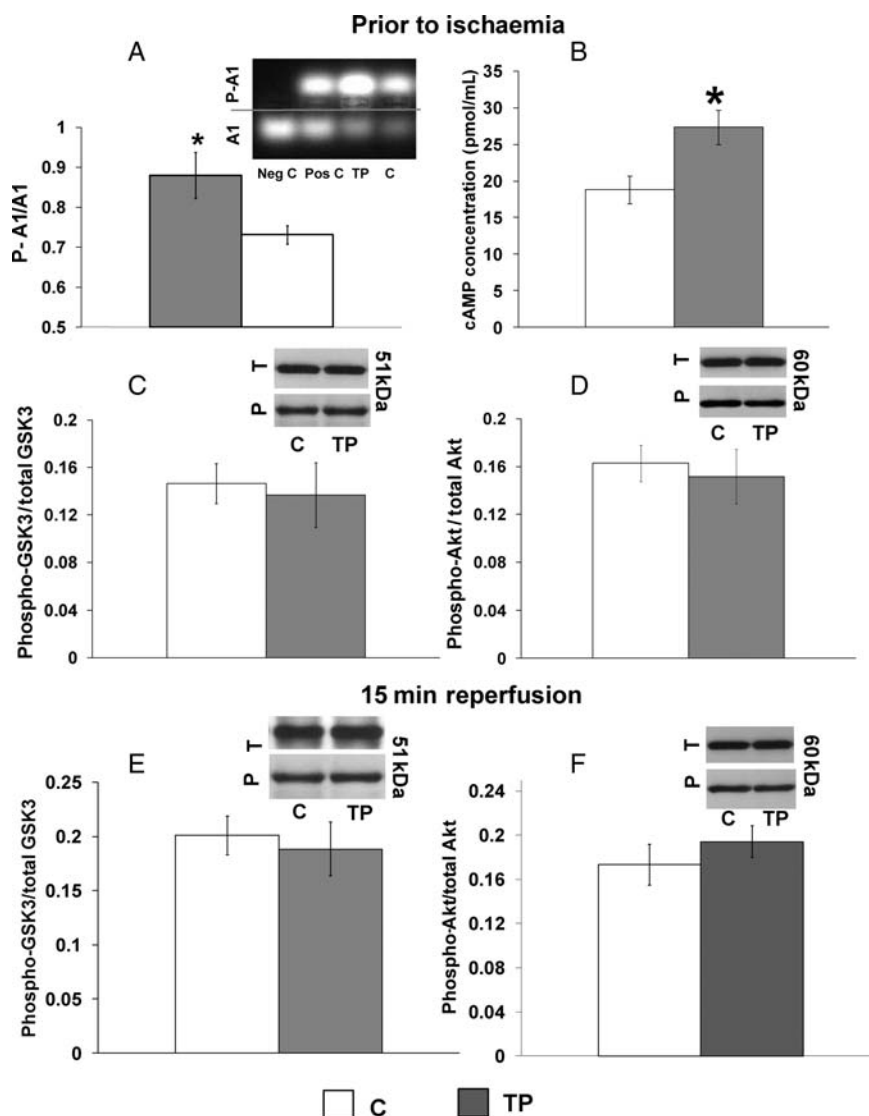 Prior to ischaemia
A
P-A1
A1
Neg C Pos C TP C
*
P- A1/A1
1
0.9
0.8
0.7
0.6
0.5
B
*
cAMP concentration (pmol/mL)
35
30
25
20
15
10
5
0
C
T
P
51kDa
C TP
Phospho-GSK3/total GSK3
0.2
0.16
0.12
0.08
0.04
0
D
T
P
60kDa
C TP
Phospho-Akt/ total Akt
0.2
0.16
0.12
0.08
0.04
0
15 min reperfusion
E
T
P
51kDa
C TP
Phospho-GSK3/total GSK3
0.25
0.2
0.15
0.1
0.05
0
F
T
P
60kDa
C TP
Phospho-Akt/total Akt
0.24
0.2
0.16
0.12
0.08
0.04
0
C TP